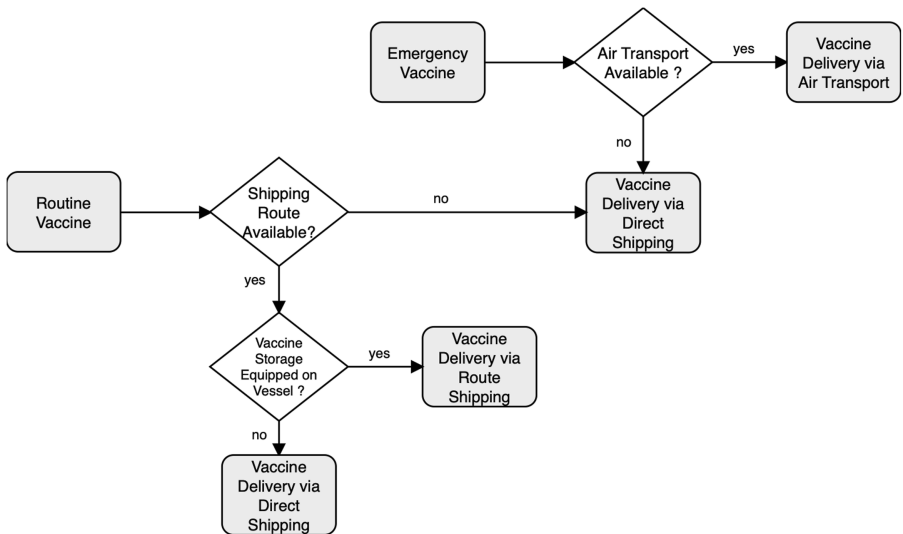 Emergency
Vaccine
Air Transport
Available ?
yes
Vaccine
Delivery via
Air Transport
no
Routine
Vaccine
Shipping
Route
Available?
no
Vaccine
Delivery via
Direct
Shipping
yes
Vaccine
Storage
Equipped on
Vessel ?
yes
Vaccine
Delivery via
Route
Shipping
no
Vaccine
Delivery via
Direct
Shipping